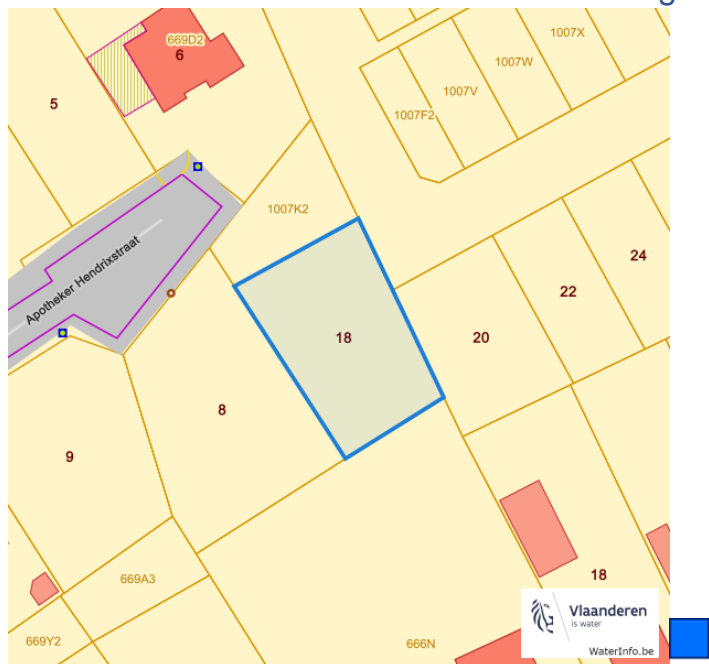 669D2
6
5
1007X
1007W
1007V
1007F2
1007K2
Apotheker Hendrixstraat
24
22
20
18
8
9
669A3
18
669Y2
666N
Vlaanderen
is water
WaterInfo.be